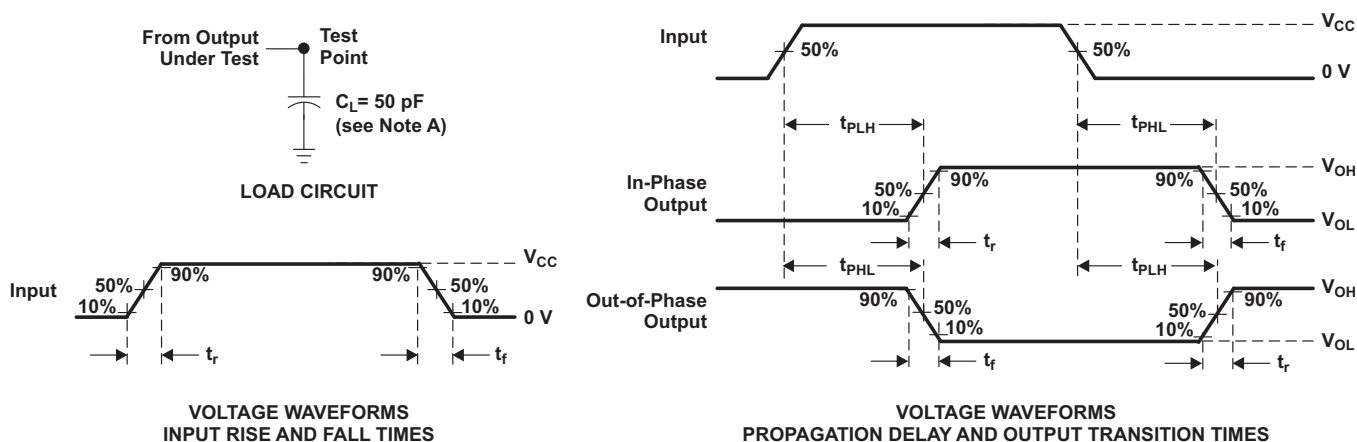 From Output
Under Test
Test
Point
C_L= 50 pF
(see Note A)
LOAD CIRCUIT
Input
10%
50%
90%
90%
50%
10%
V_CC
0 V
t_r
t_f
VOLTAGE WAVEFORMS
INPUT RISE AND FALL TIMES
Input
50%
50%
V_CC
0 V
t_PLH
t_PHL
In-Phase
Output
10%
50%
90%
90%
50%
10%
V_OH
V_OL
t_r
t_f
t_PHL
t_PLH
Out-of-Phase
Output
90%
50%
10%
10%
50%
90%
V_OH
V_OL
t_f
t_r
VOLTAGE WAVEFORMS
PROPAGATION DELAY AND OUTPUT TRANSITION TIMES